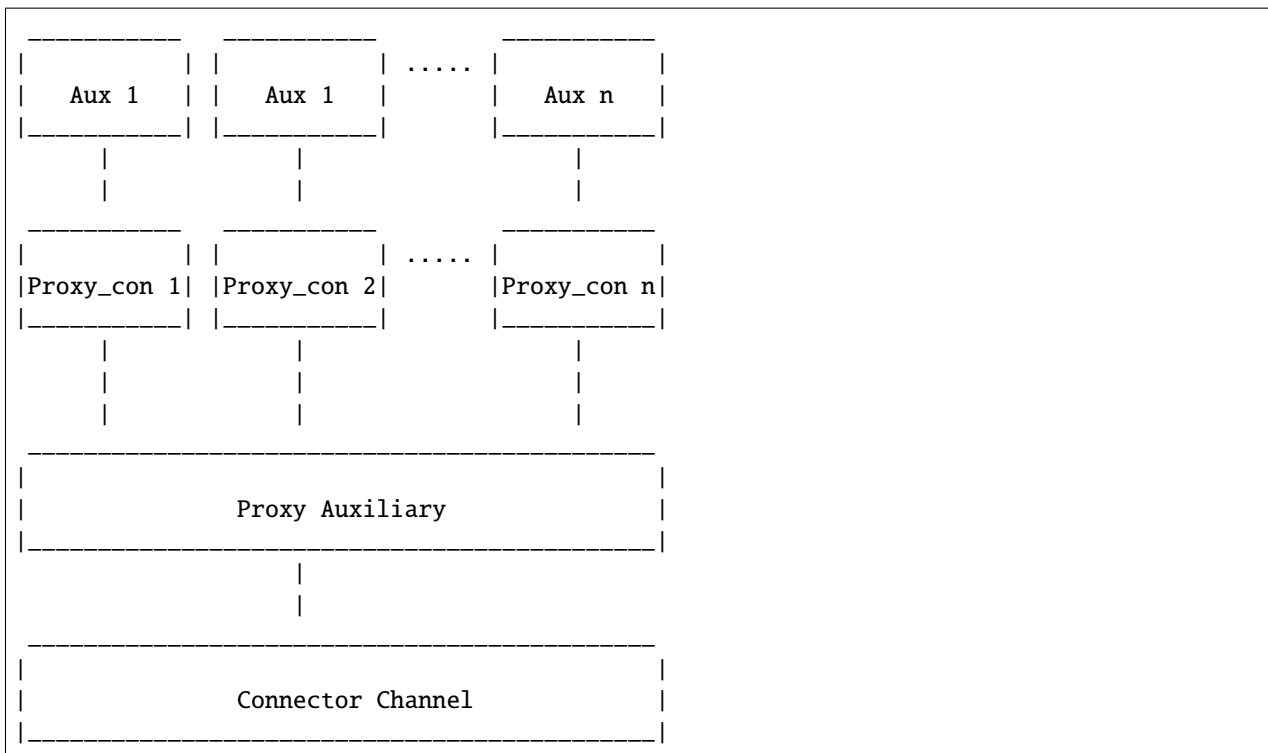 ..... 
Aux 1 Aux 1 Aux n
.....
Proxy_con 1 Proxy_con 2 Proxy_con n
Proxy Auxiliary
Connector Channel